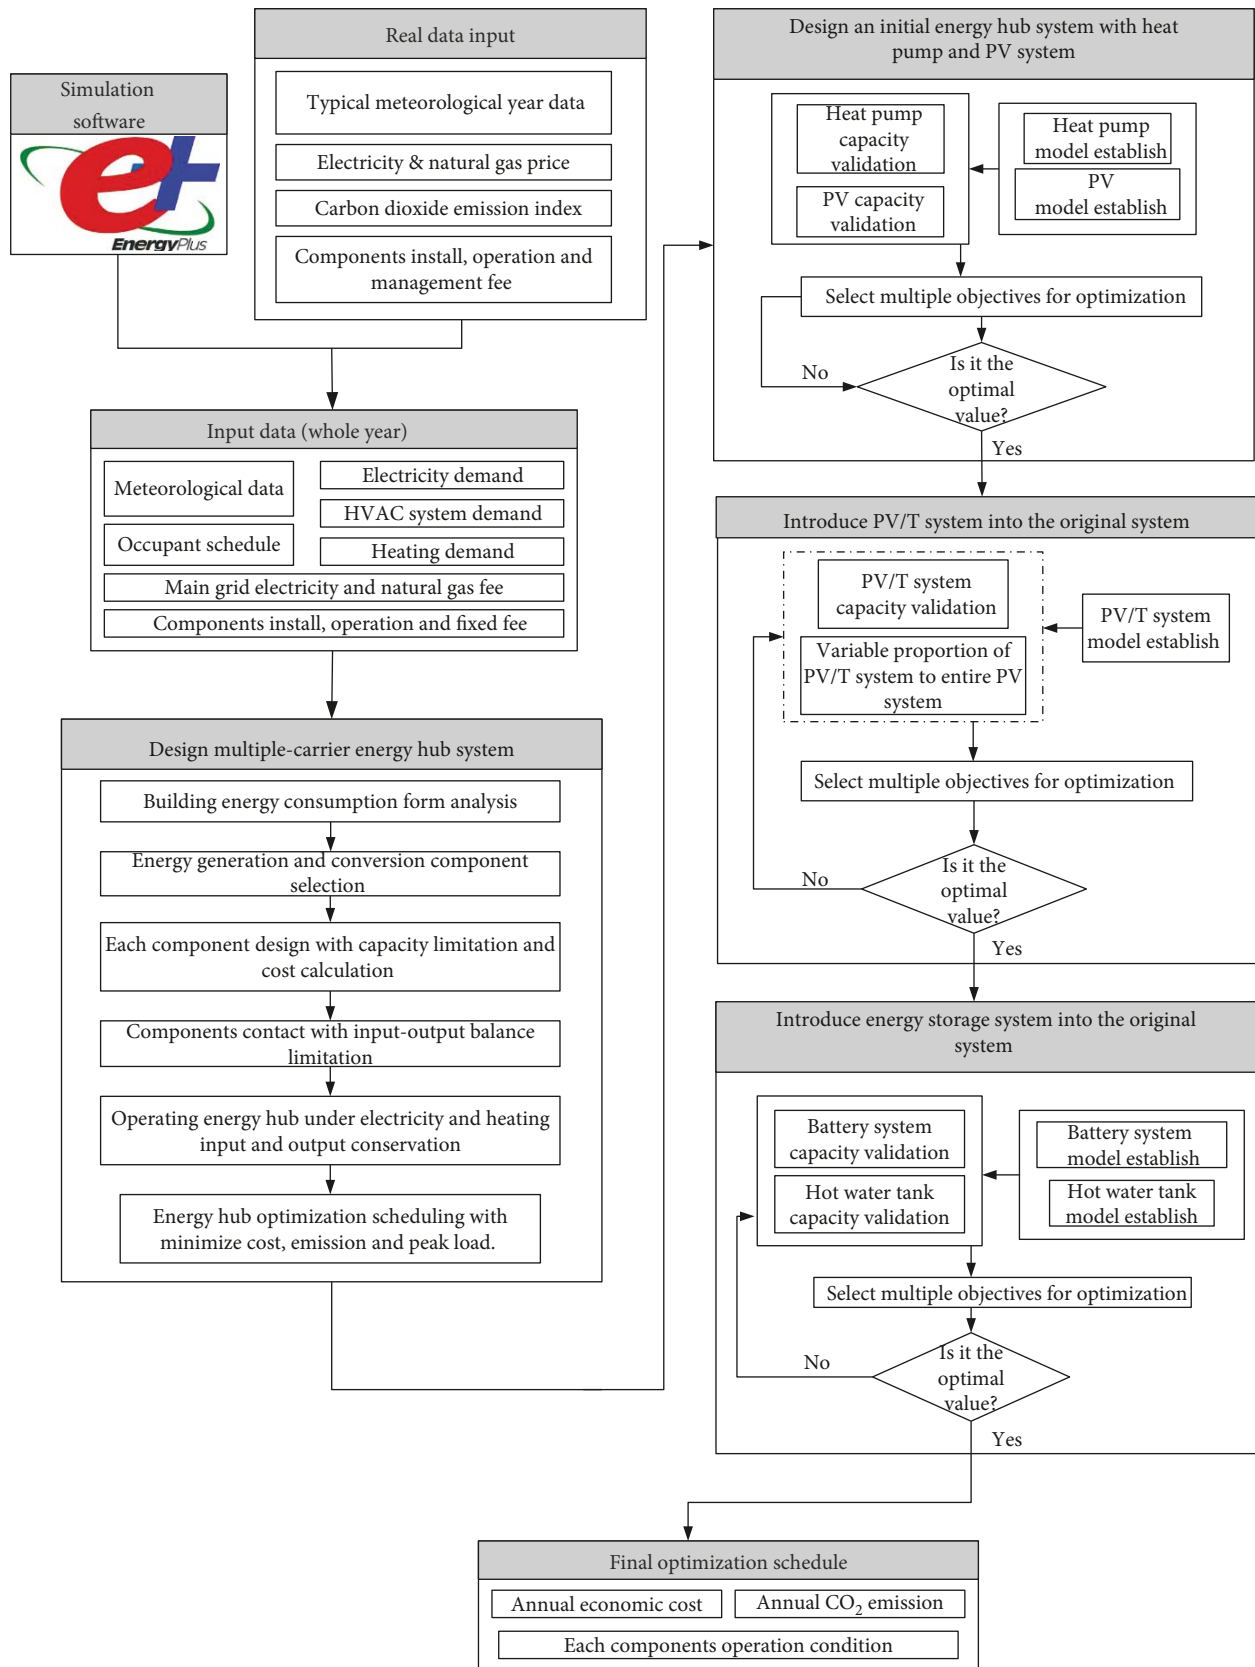 Simulation
software
e+
EnergyPlus
Real data input
Typical meteorological year data
Electricity & natural gas price
Carbon dioxide emission index
Components install, operation and
management fee
Input data (whole year)
Meteorological data
Occupant schedule
Electricity demand
HVAC system demand
Heating demand
Main grid electricity and natural gas fee
Components install, operation and fixed fee
Design multiple-carrier energy hub system
Building energy consumption form analysis
Energy generation and conversion component
selection
Each component design with capacity limitation and
cost calculation
Components contact with input-output balance
limitation
Operating energy hub under electricity and heating
input and output conservation
Energy hub optimization scheduling with
minimize cost, emission and peak load.
Design an initial energy hub system with heat
pump and PV system
Heat pump
capacity
validation
PV capacity
validation
Heat pump
model establish
PV
model establish
Select multiple objectives for optimization
Is it the
optimal
value?
No
Yes
Introduce PV/T system into the original system
PV/T system
capacity validation
Variable proportion of
PV/T system to entire PV
system
PV/T system
model establish
Select multiple objectives for optimization
Is it the
optimal
value?
No
Yes
Introduce energy storage system into the original
system
Battery system
capacity validation
Hot water tank
capacity validation
Battery system
model establish
Hot water tank
model establish
Select multiple objectives for optimization
Is it the
optimal
value?
No
Yes
Final optimization schedule
Annual economic cost
Annual CO₂ emission
Each components operation condition